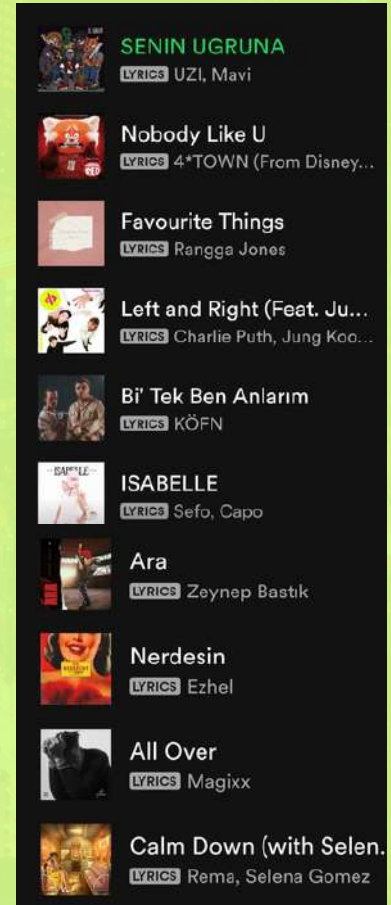 SENIN UGRUNA
LYRICS UZI, Mavi
Nobody Like U
LYRICS 4*TOWN (From Disney...
Favourite Things
LYRICS Rangga Jones
Left and Right (Feat. Ju...
LYRICS Charlie Puth, Jung Koo...
Bi' Tek Ben Anlarım
LYRICS KÖFN
ISABELLE
LYRICS Sefo, Capo
Ara
LYRICS Zeynep Bastık
Nerdesin
LYRICS Ezhel
All Over
LYRICS Magixx
Calm Down (with Selen.
LYRICS Rema, Selena Gomez